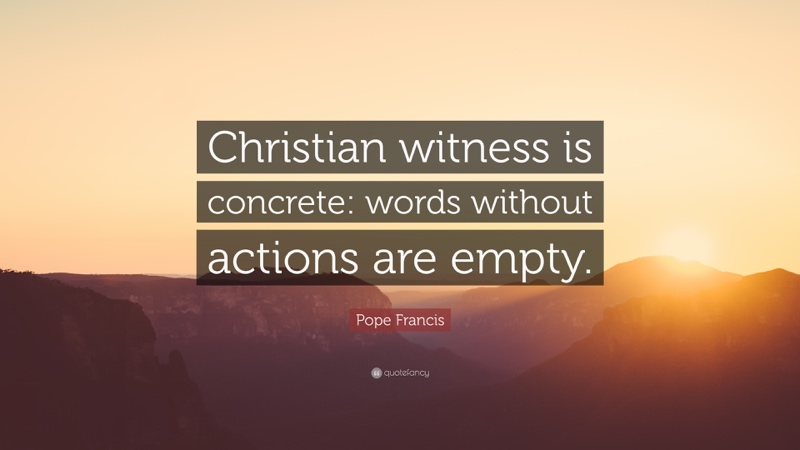 Christian witness is
concrete: words without
actions are empty.
Pope Francis
quotefancy